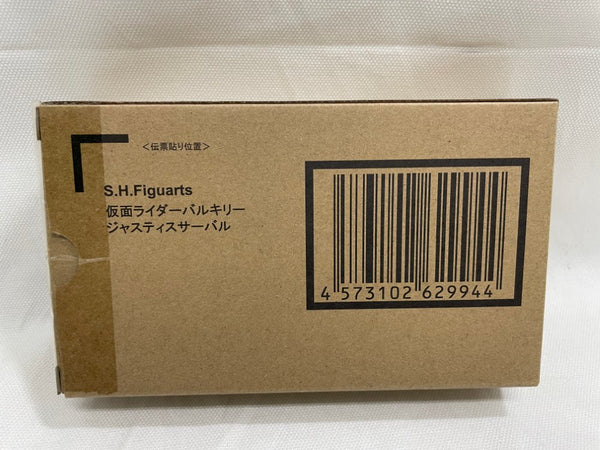 ＜伝票貼り位置＞
S.H.Figuarts
仮面ライダーバルキリー
ジャスティスサーバル
4 573102 629944